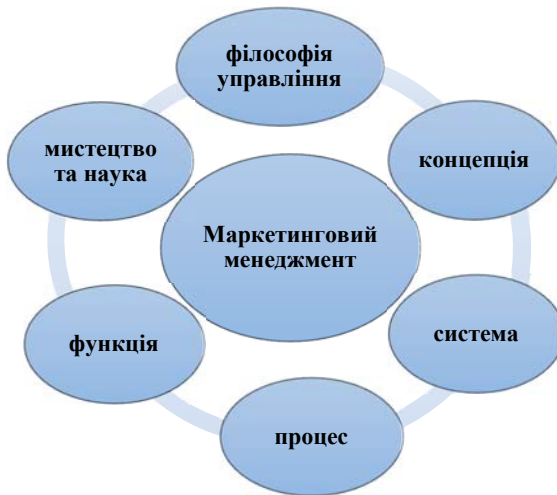 філософія
управління
мистецтво
та наука
концепція
Маркетинговий
менеджмент
функція
система
процес